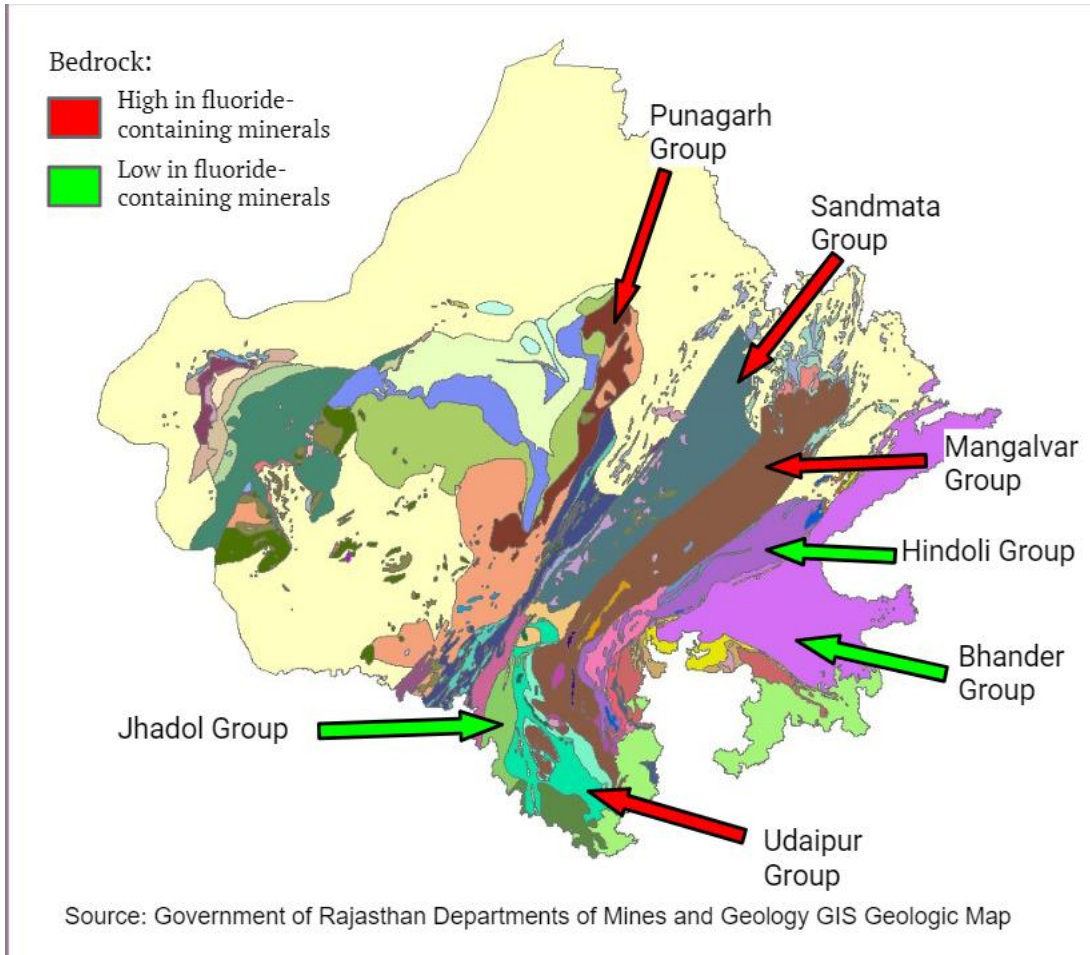 Bedrock:
High in fluoride-
containing minerals
Low in fluoride-
containing minerals
Punagarh
Group
Sandmata
Group
Mangalvar
Group
Hindoli Group
Bhander
Group
Jhadol Group
Udaipur
Group
Source: Government of Rajasthan Departments of Mines and Geology GIS Geologic Map